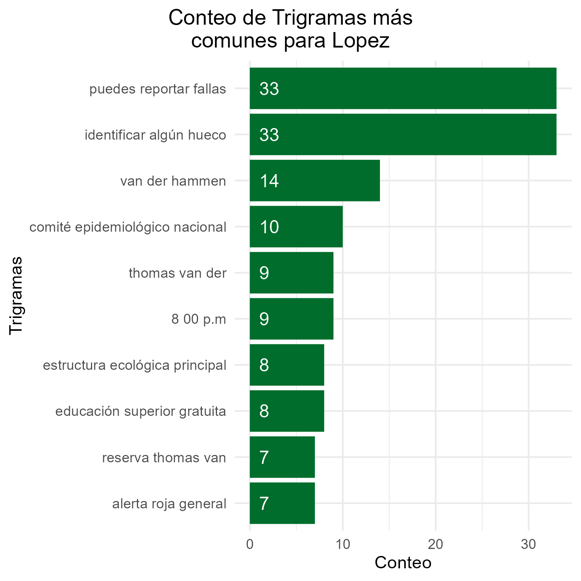 Conteo de Trigramas más
comunes para Lopez
Trigramas
puedes reportar fallas 33
identificar algún hueco 33
van der hammen 14
comité epidemiológico nacional 10
thomas van der 9
8 00 p.m 9
estructura ecológica principal 8
educación superior gratuita 8
reserva thomas van 7
alerta roja general 7
0 10 20 30
Conteo